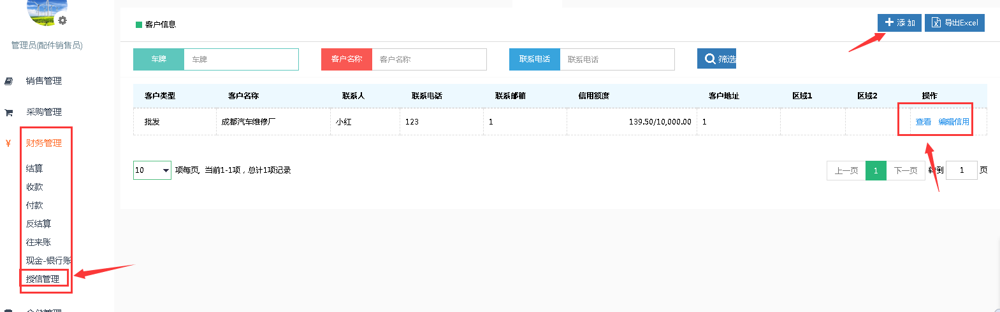 管理员(配件销售员)
销售管理
采购管理
¥ 财务管理
结算
收款
付款
反结算
往来账
现金-银行账
授信管理
客户信息
添 加
导出Excel
车牌 车牌 客户名称 客户名称 联系电话 联系电话 筛选
客户类型 客户名称 联系人 联系电话 联系邮箱 信用额度 客户地址 区域1 区域2 操作
批发 成都汽车维修厂 小红 123 1 139.50/10,000.00 1 查看 编辑信用
10 项每页, 当前1-1项，总计1项记录
上一页 1 下一页 转到 1 页